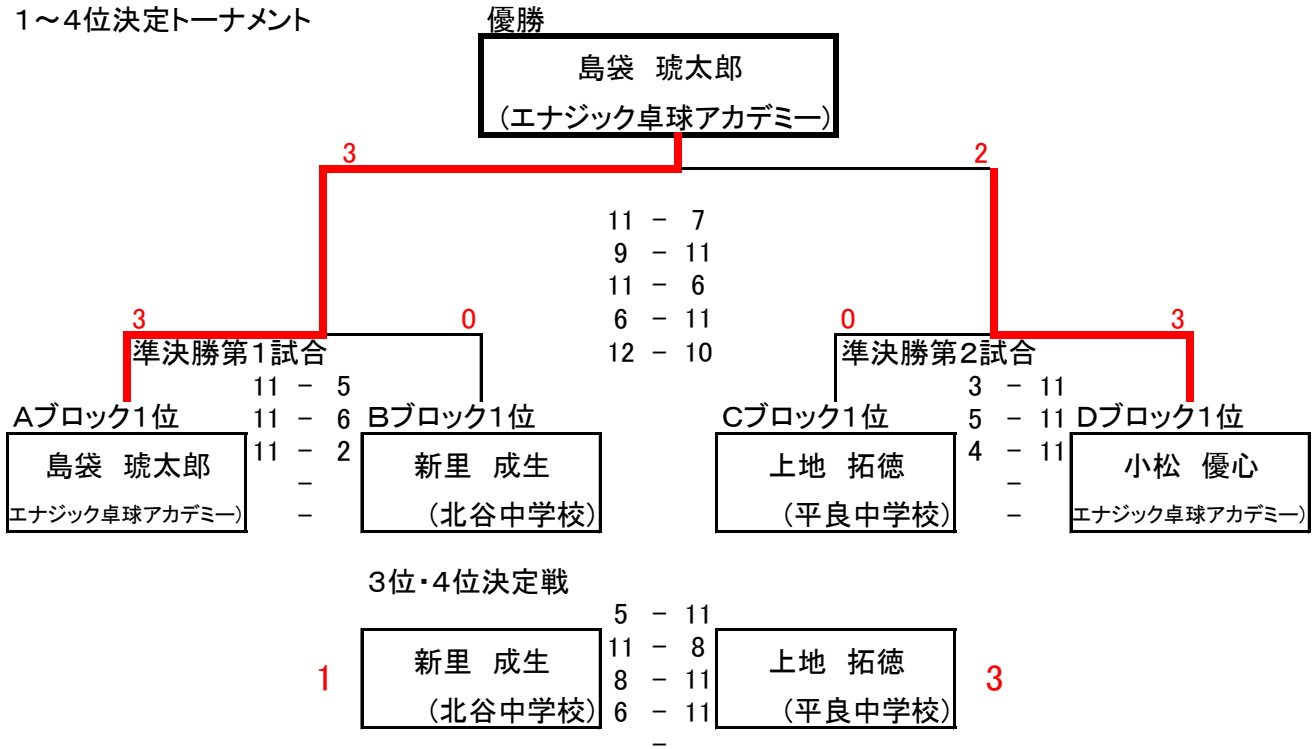 1～4位決定トーナメント
優勝
島袋 琥太郎
(エナジック卓球アカデミー)
3
2
11 － 7
9 － 11
11 － 6
6 － 11
12 － 10
3
0
0
3
準決勝第1試合
11 － 5
11 － 6
11 － 2
－
－
準決勝第2試合
3 － 11
5 － 11
4 － 11
－
－
Aブロック1位
島袋 琥太郎
エナジック卓球アカデミー)
Bブロック1位
新里 成生
(北谷中学校)
Cブロック1位
上地 拓徳
(平良中学校)
Dブロック1位
小松 優心
エナジック卓球アカデミー)
3位・4位決定戦
1
新里 成生
(北谷中学校)
5 － 11
11 － 8
8 － 11
6 － 11
－
上地 拓徳
(平良中学校)
3